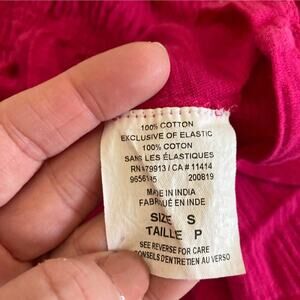 100% COTTON
EXCLUSIVE OF ELASTIC
100% COTON
SANS LES ÉLASTIQUES
RN #79913 / CA # 11414
200819
MADE IN INDIA
FABRIQUÉ EN INDE
SIZE S
TAILLE P
SEE REVERSE FOR CARE
CONSEILS D'ENTRETIEN AU VERSO